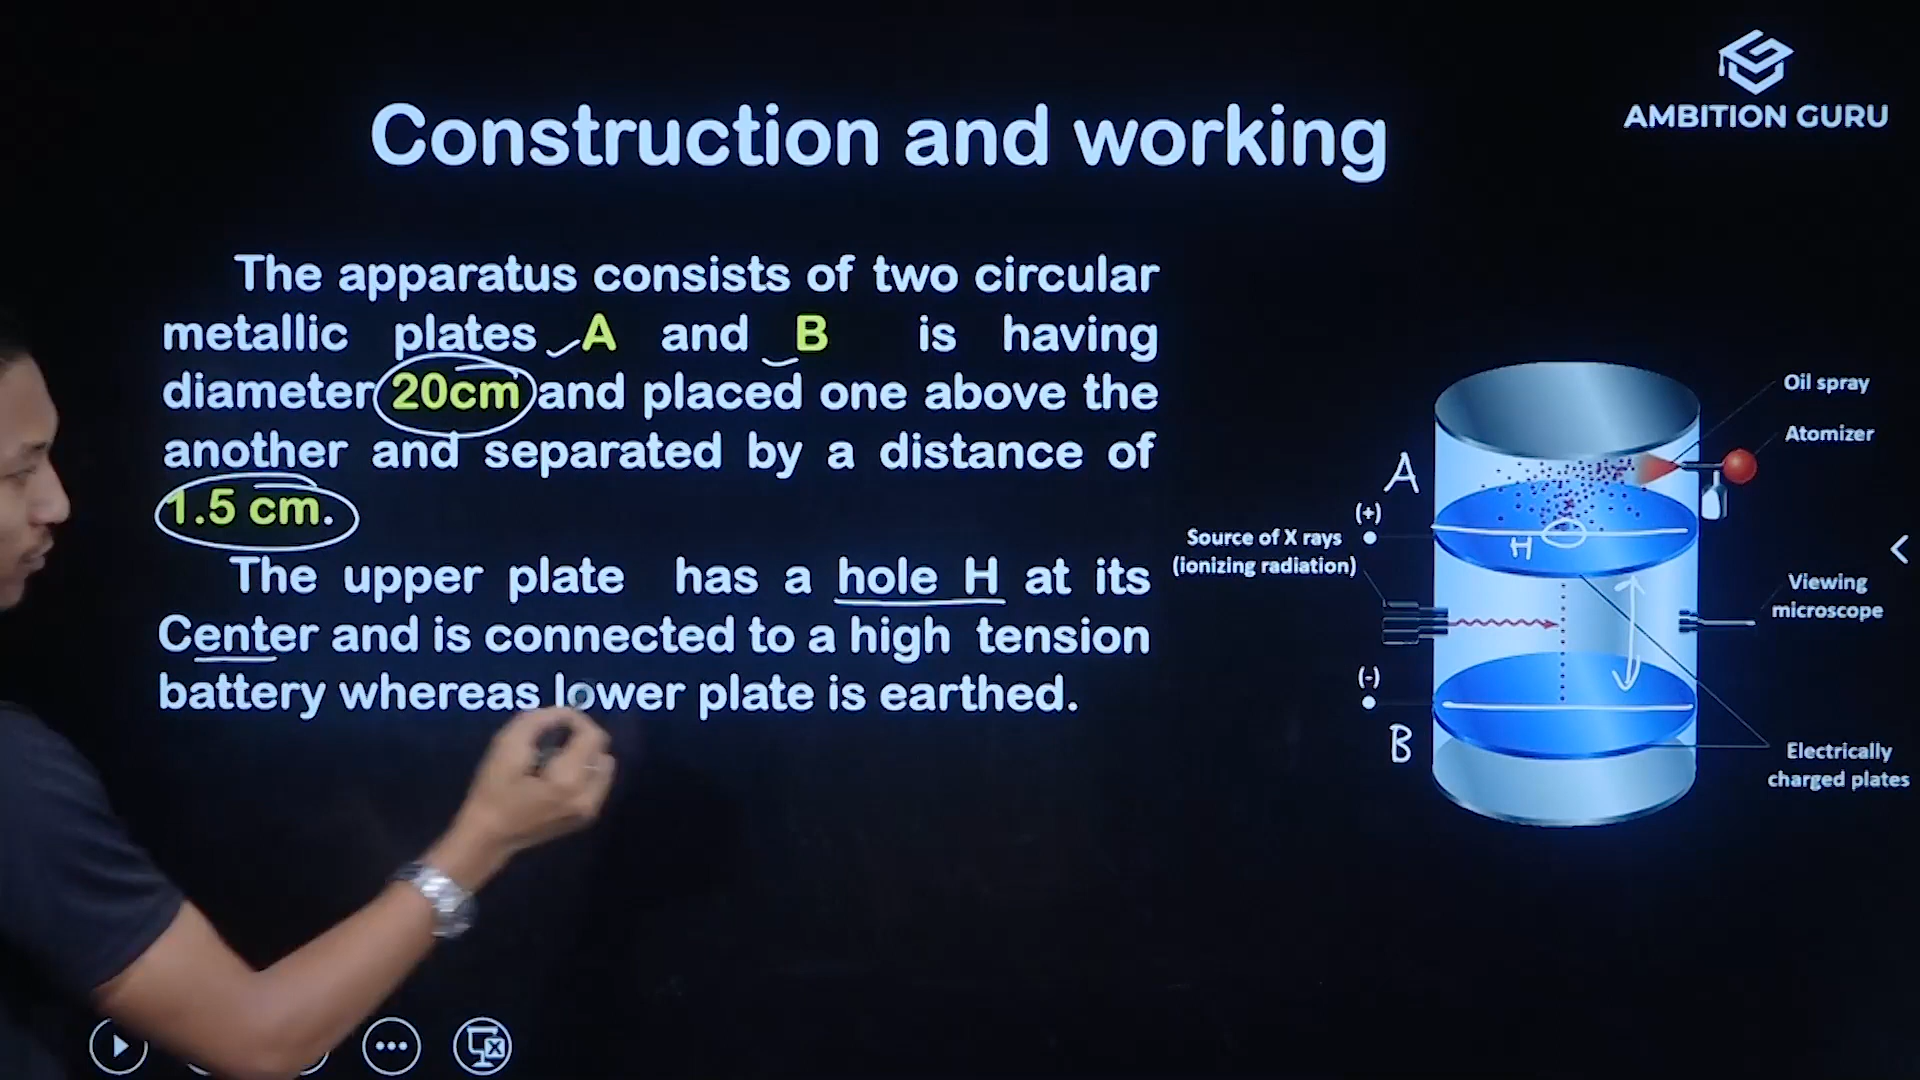 AMBITION GURU
Construction and working
The apparatus consists of two circular
metallic plates A and B is having
diameter 20cm and placed one above the
another and separated by a distance of
1.5 cm.
The upper plate has a hole H at its
Center and is connected to a high tension
battery whereas lower plate is earthed.
Oil spray
Atomizer
A
(+)
Source of X rays
(ionizing radiation)
H
Viewing
microscope
(-)
B
Electrically
charged plates